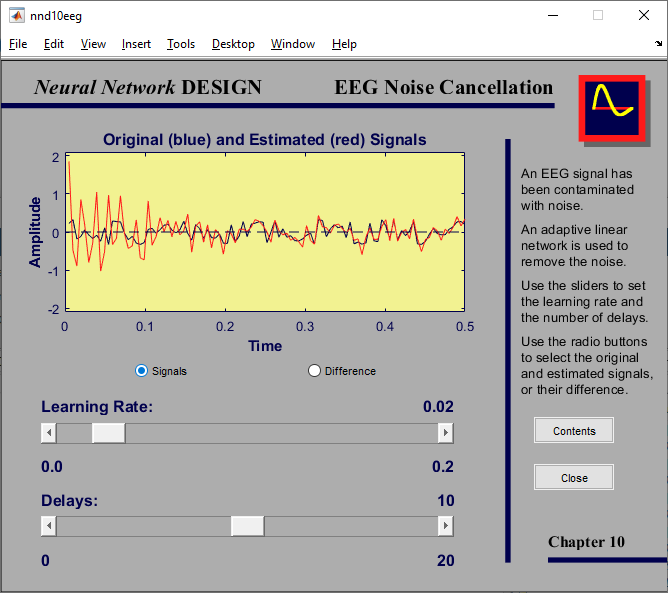 nnd10eeg
File Edit View Insert Tools Desktop Window Help
Neural Network DESIGN
EEG Noise Cancellation
Original (blue) and Estimated (red) Signals
Amplitude
2
1
0
-1
-2
0 0.1 0.2 0.3 0.4 0.5
Time
Signals Difference
Learning Rate: 0.02
0.0 0.2
Delays: 10
0 20
An EEG signal has
been contaminated
with noise.
An adaptive linear
network is used to
remove the noise.
Use the sliders to set
the learning rate and
the number of delays.
Use the radio buttons
to select the original
and estimated signals,
or their difference.
Contents
Close
Chapter 10